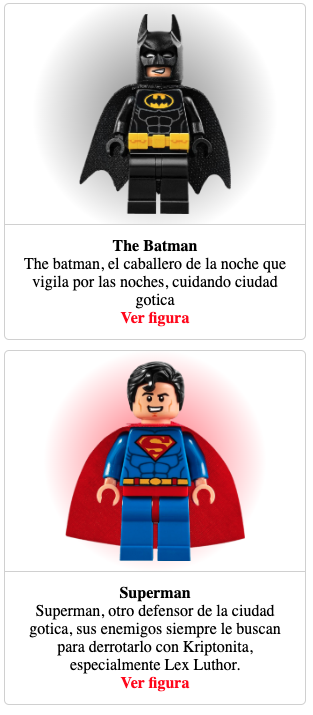 The Batman
The batman, el caballero de la noche que
vigila por las noches, cuidando ciudad
gotica
Ver figura
Superman
Superman, otro defensor de la ciudad
gotica, sus enemigos siempre le buscan
para derrotarlo con Kriptonita,
especialmente Lex Luthor.
Ver figura